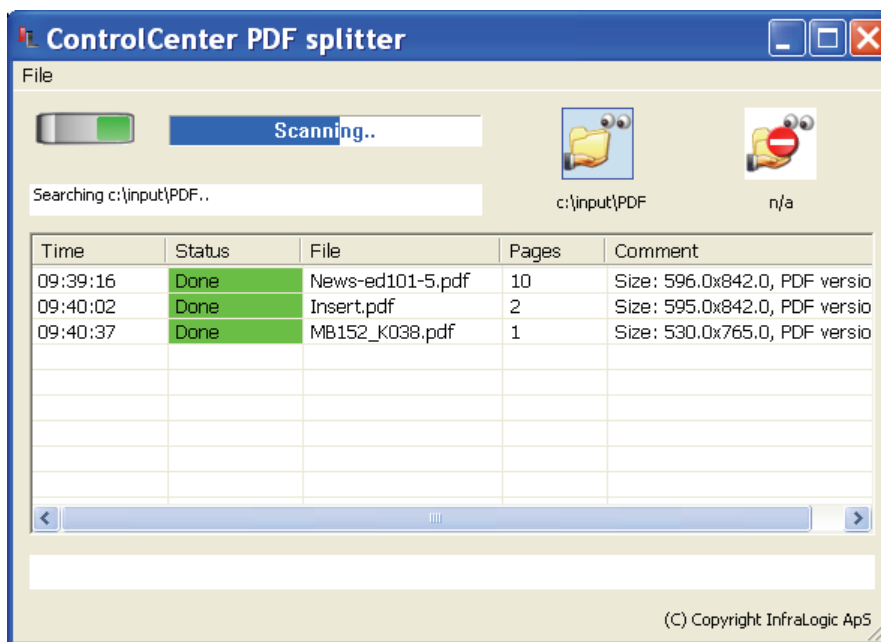 ControlCenter PDF splitter
File
Scanning..
Searching c:\input\PDF..
c:\input\PDF
n/a
Time Status File Pages Comment
09:39:16 Done News-ed101-5.pdf 10 Size: 596.0x842.0, PDF versio
09:40:02 Done Insert.pdf 2 Size: 595.0x842.0, PDF versio
09:40:37 Done MB152_K038.pdf 1 Size: 530.0x765.0, PDF versio
(C) Copyright InfraLogic ApS